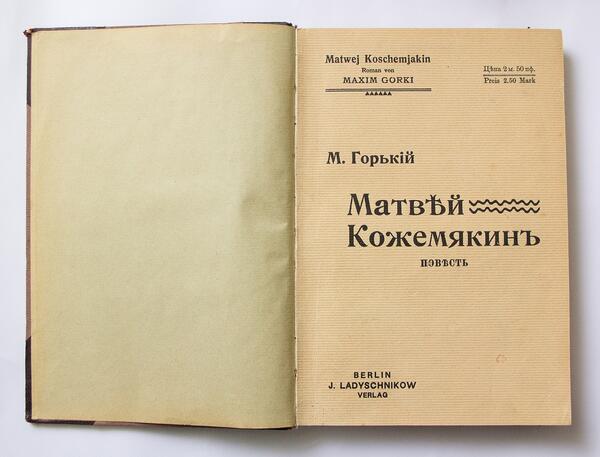 Matwej Koschemjakin
Roman von
MAXIM GORKI
Цѣна 2 м. 50 пф.
Preis 2.50 Mark
М. Горькій
Матвѣй
Кожемякинъ
ПОВѢСТЬ
BERLIN
J. LADYSCHNIKOW
VERLAG